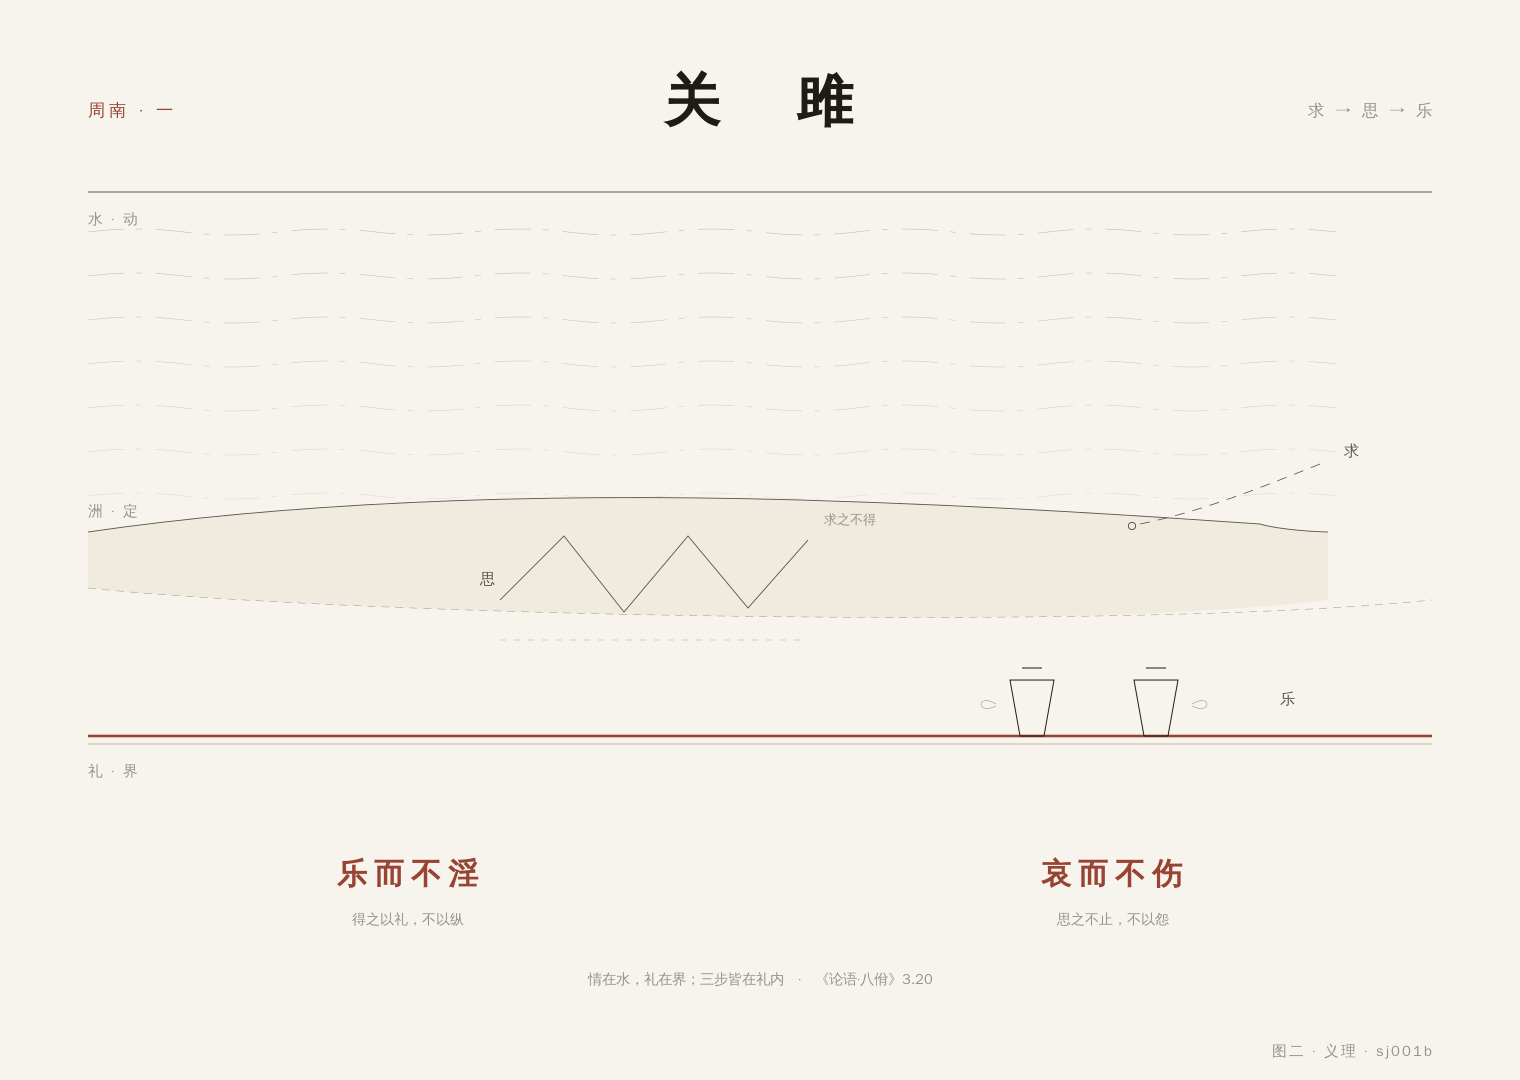 周南 · 一
关 雎
求 → 思 → 乐
水 · 动
求
洲 · 定
求之不得
思
乐
礼 · 界
乐而不淫
哀而不伤
得之以礼，不以纵
思之不止，不以怨
情在水，礼在界；三步皆在礼内 · 《论语·八佾》3.20
图二 · 义理 · sj001b